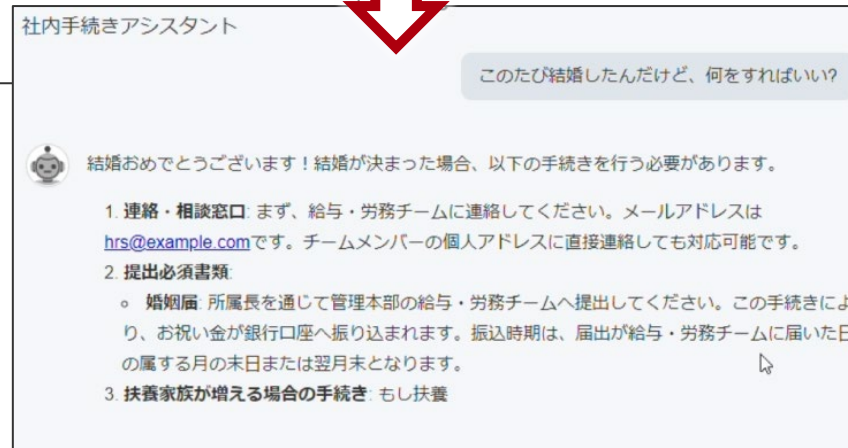 社内手続きアシスタント
このたび結婚したんだけど、何をすればいい?
結婚おめでとうございます！結婚が決まった場合、以下の手続きを行う必要があります。
1. 連絡・相談窓口: まず、給与・労務チームに連絡してください。メールアドレスは
hrs@example.comです。チームメンバーの個人アドレスに直接連絡しても対応可能です。
2. 提出必須書類:
婚姻届: 所属長を通じて管理本部の給与・労務チームへ提出してください。この手続きによ
り、お祝い金が銀行口座へ振り込まれます。振込時期は、届出が給与・労務チームに届いた日
の属する月の末日または翌月末となります。
3. 扶養家族が増える場合の手続き: もし扶養